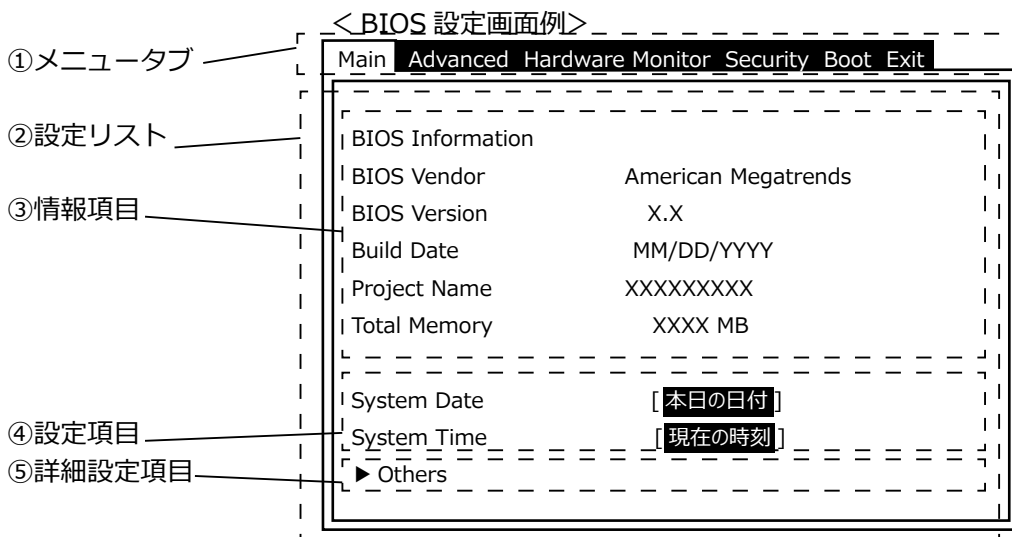 ＜BIOS 設定画面例＞
①メニュータブ
Main Advanced Hardware Monitor Security Boot Exit
②設定リスト
BIOS Information
BIOS Vendor American Megatrends
③情報項目
BIOS Version X.X
Build Date MM/DD/YYYY
Project Name XXXXXXXXX
Total Memory XXXX MB
System Date [本日の日付]
④設定項目
System Time [現在の時刻]
⑤詳細設定項目
▶ Others